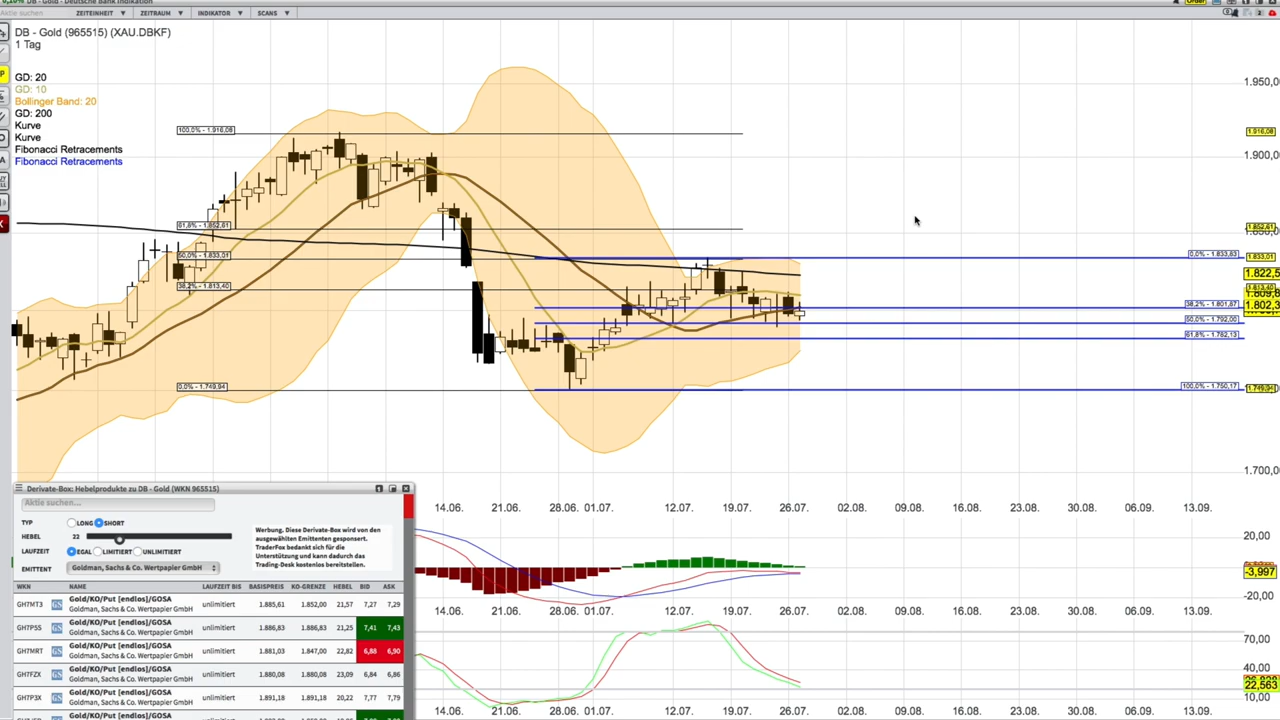 DB - Gold - Deutsche Bank Indikation
Order
Aktie suchen...
ZEITEINHEIT
ZEITRAUM
INDIKATOR
SCANS
DB - Gold (965515) (XAU.DBKF)
1 Tag
GD: 20
GD: 10
Bollinger Band: 20
GD: 200
Kurve
Kurve
Fibonacci Retracements
Fibonacci Retracements
100,0% - 1.916,08
61,8% - 1.852,61
50,0% - 1.833,01
38,2% - 1.813,40
0,0% - 1.749,94
0,0% - 1.833,83
38,2% - 1.801,87
50,0% - 1.792,00
61,8% - 1.782,13
100,0% - 1.750,17
1.950,00
1.916,08
1.900,00
1.852,61
1.833,01
1.822,5
1.802,3
1.749,94
1.700,00
14.06. 21.06. 28.06. 01.07. 12.07. 19.07. 26.07. 02.08. 09.08. 16.08. 23.08. 30.08. 06.09. 13.09.
20,00
-3,997
-20,00
14.06. 21.06. 28.06. 01.07. 12.07. 19.07. 26.07. 02.08. 09.08. 16.08. 23.08. 30.08. 06.09. 13.09.
70,00
40,00
22,563
10,00
21.06. 28.06. 01.07. 12.07. 19.07. 26.07. 02.08. 09.08. 16.08. 23.08. 30.08. 06.09. 13.09.
Derivate-Box: Hebelprodukte zu DB - Gold (WKN 965515)
Aktie suchen...
TYP LONG SHORT
HEBEL 22
LAUFZEIT EGAL LIMITIERT UNLIMITIERT
EMITTENT Goldman, Sachs & Co. Wertpapier GmbH
Werbung. Diese Derivate-Box wird von den
ausgewählten Emittenten gesponsert.
TraderFox bedankt sich für die
Unterstützung und kann dadurch das
Trading-Desk kostenlos bereitstellen.
WKN NAME LAUFZEIT BIS BASISPREIS KO-GRENZE HEBEL BID ASK
Gold/KO/Put [endlos]/GOSA
GH7MT3 GS Goldman, Sachs & Co. Wertpapier GmbH unlimitiert 1.885,61 1.852,00 21,57 7,27 7,29
Gold/KO/Put [endlos]/GOSA
GH7PSS GS Goldman, Sachs & Co. Wertpapier GmbH unlimitiert 1.886,83 1.886,83 21,25 7,41 7,43
Gold/KO/Put [endlos]/GOSA
GH7MRT GS Goldman, Sachs & Co. Wertpapier GmbH unlimitiert 1.881,03 1.847,00 22,82 6,88 6,90
Gold/KO/Put [endlos]/GOSA
GH7FZX GS Goldman, Sachs & Co. Wertpapier GmbH unlimitiert 1.880,08 1.880,08 23,09 6,84 6,86
Gold/KO/Put [endlos]/GOSA
GH7P3X GS Goldman, Sachs & Co. Wertpapier GmbH unlimitiert 1.891,18 1.891,18 20,22 7,77 7,79
Gold/KO/Put [endlos]/GOSA